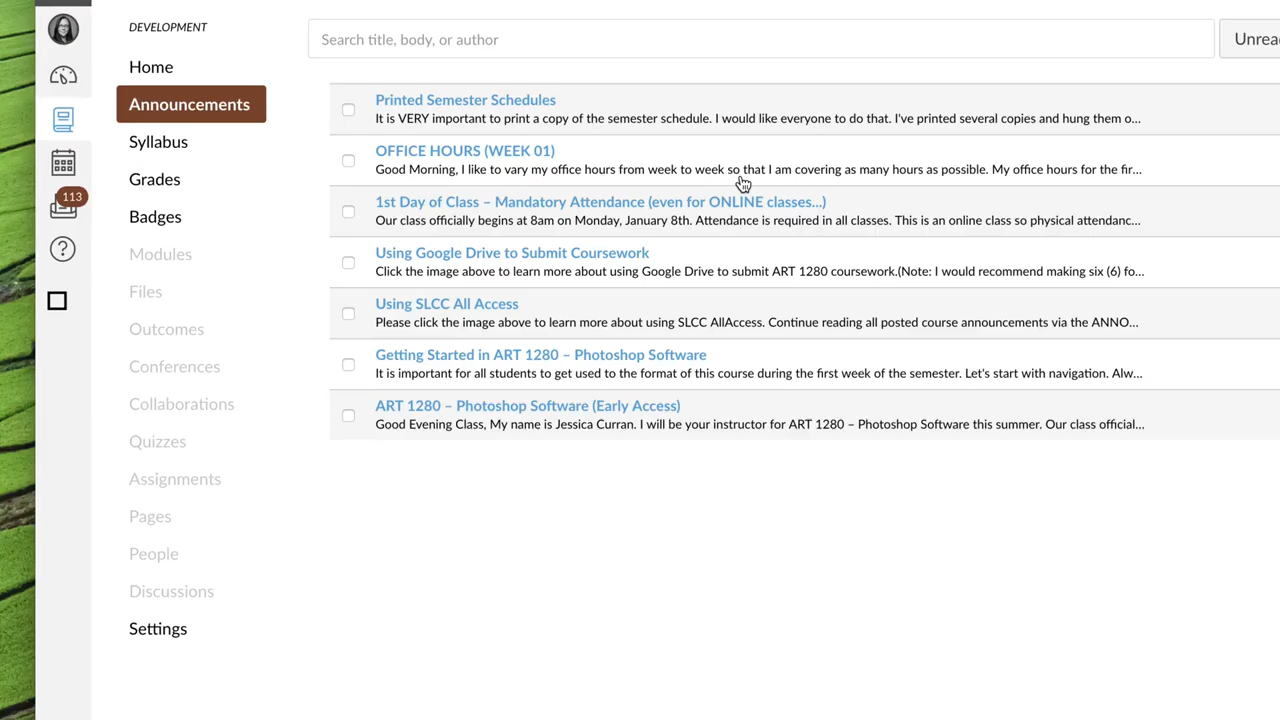 DEVELOPMENT
Home
Announcements
Syllabus
Grades
Badges
Modules
Files
Outcomes
Conferences
Collaborations
Quizzes
Assignments
Pages
People
Discussions
Settings
113
Search title, body, or author
Printed Semester Schedules
It is VERY important to print a copy of the semester schedule. I would like everyone to do that. I've printed several copies and hung them o...
OFFICE HOURS (WEEK 01)
Good Morning, I like to vary my office hours from week to week so that I am covering as many hours as possible. My office hours for the fir...
1st Day of Class – Mandatory Attendance (even for ONLINE classes...)
Our class officially begins at 8am on Monday, January 8th. Attendance is required in all classes. This is an online class so physical attendanc...
Using Google Drive to Submit Coursework
Click the image above to learn more about using Google Drive to submit ART 1280 coursework.(Note: I would recommend making six (6) fo...
Using SLCC All Access
Please click the image above to learn more about using SLCC AllAccess. Continue reading all posted course announcements via the ANNO...
Getting Started in ART 1280 – Photoshop Software
It is important for all students to get used to the format of this course during the first week of the semester. Let's start with navigation. Alw...
ART 1280 – Photoshop Software (Early Access)
Good Evening Class, My name is Jessica Curran. I will be your instructor for ART 1280 – Photoshop Software this summer. Our class official...